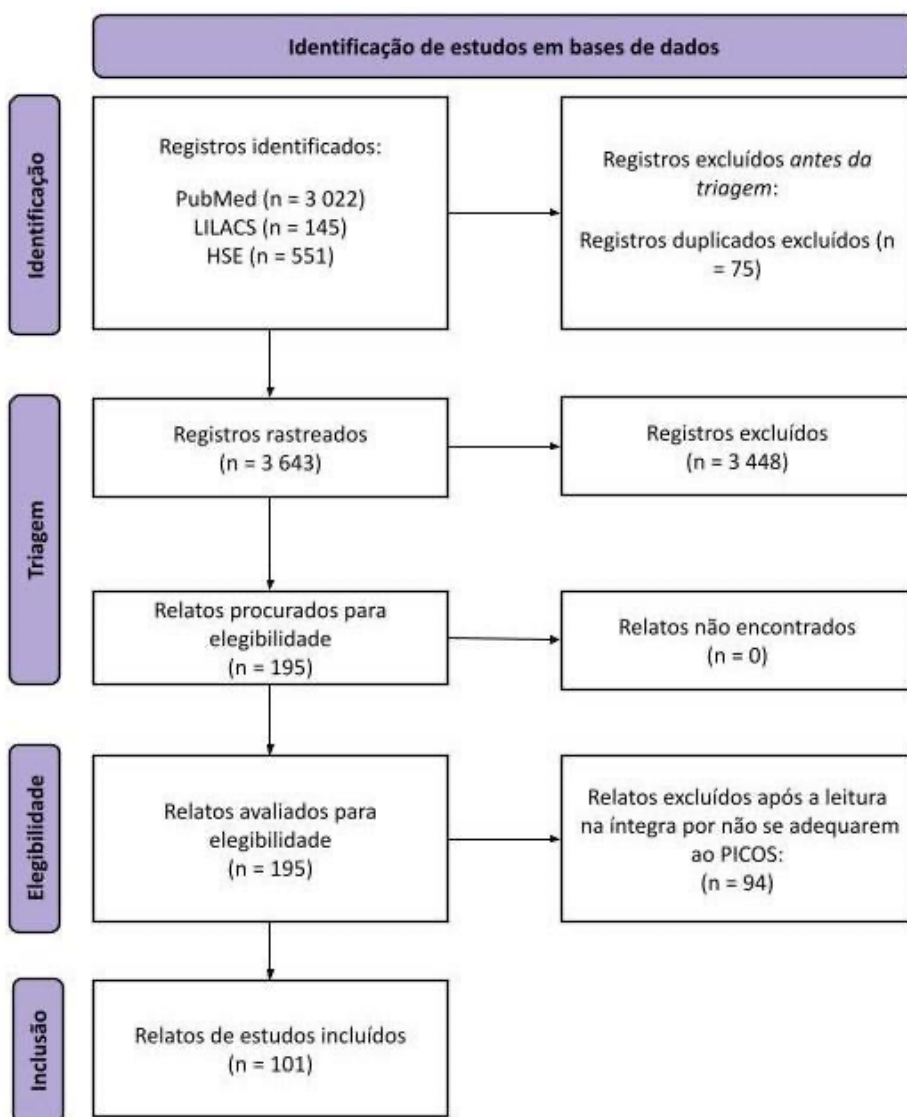 Identificação de estudos em bases de dados
Identificação
Registros identificados:
PubMed (n = 3 022)
LILACS (n = 145)
HSE (n = 551)
Registros excluídos antes da
triagem:
Registros duplicados excluídos (n
= 75)
Triagem
Registros rastreados
(n = 3 643)
Registros excluídos
(n = 3 448)
Relatos procurados para
elegibilidade
(n = 195)
Relatos não encontrados
(n = 0)
Elegibilidade
Relatos avaliados para
elegibilidade
(n = 195)
Relatos excluídos após a leitura
na íntegra por não se adequarem
ao PICOS:
(n = 94)
Inclusão
Relatos de estudos incluídos
(n = 101)